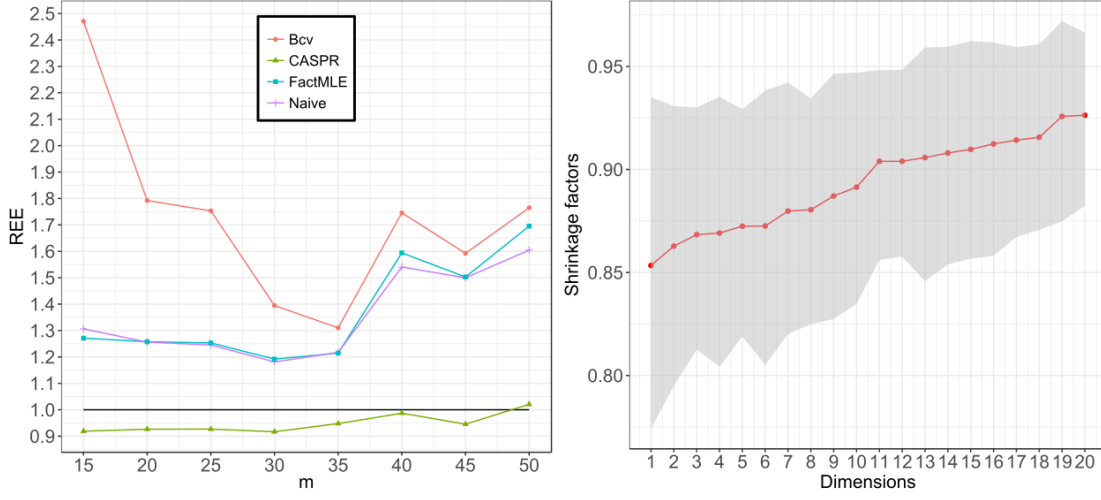 2.5
2.4
2.3
2.2
2.1
2.0
1.9
1.8
1.7
1.6
1.5
1.4
1.3
1.2
1.1
1.0
0.9
REE
Bcv
CASPR
FactMLE
Naive
15 20 25 30 35 40 45 50
m
0.95
0.90
0.85
0.80
Shrinkage factors
1 2 3 4 5 6 7 8 9 10 11 12 13 14 15 16 17 18 19 20
Dimensions